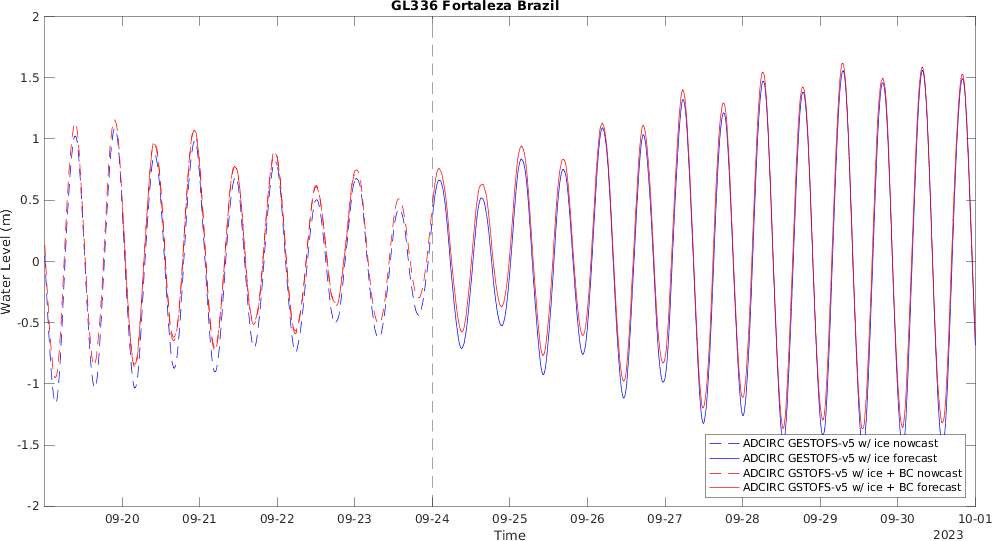 GL336 Fortaleza Brazil
2
1.5
1
0.5
0
-0.5
-1
-1.5
-2
Water Level (m)
ADCIRC GESTOFS-v5 w/ ice nowcast
ADCIRC GESTOFS-v5 w/ ice forecast
ADCIRC GSTOFS-v5 w/ ice + BC nowcast
ADCIRC GSTOFS-v5 w/ ice + BC forecast
09-20 09-21 09-22 09-23 09-24 09-25 09-26 09-27 09-28 09-29 09-30 10-01
Time
2023